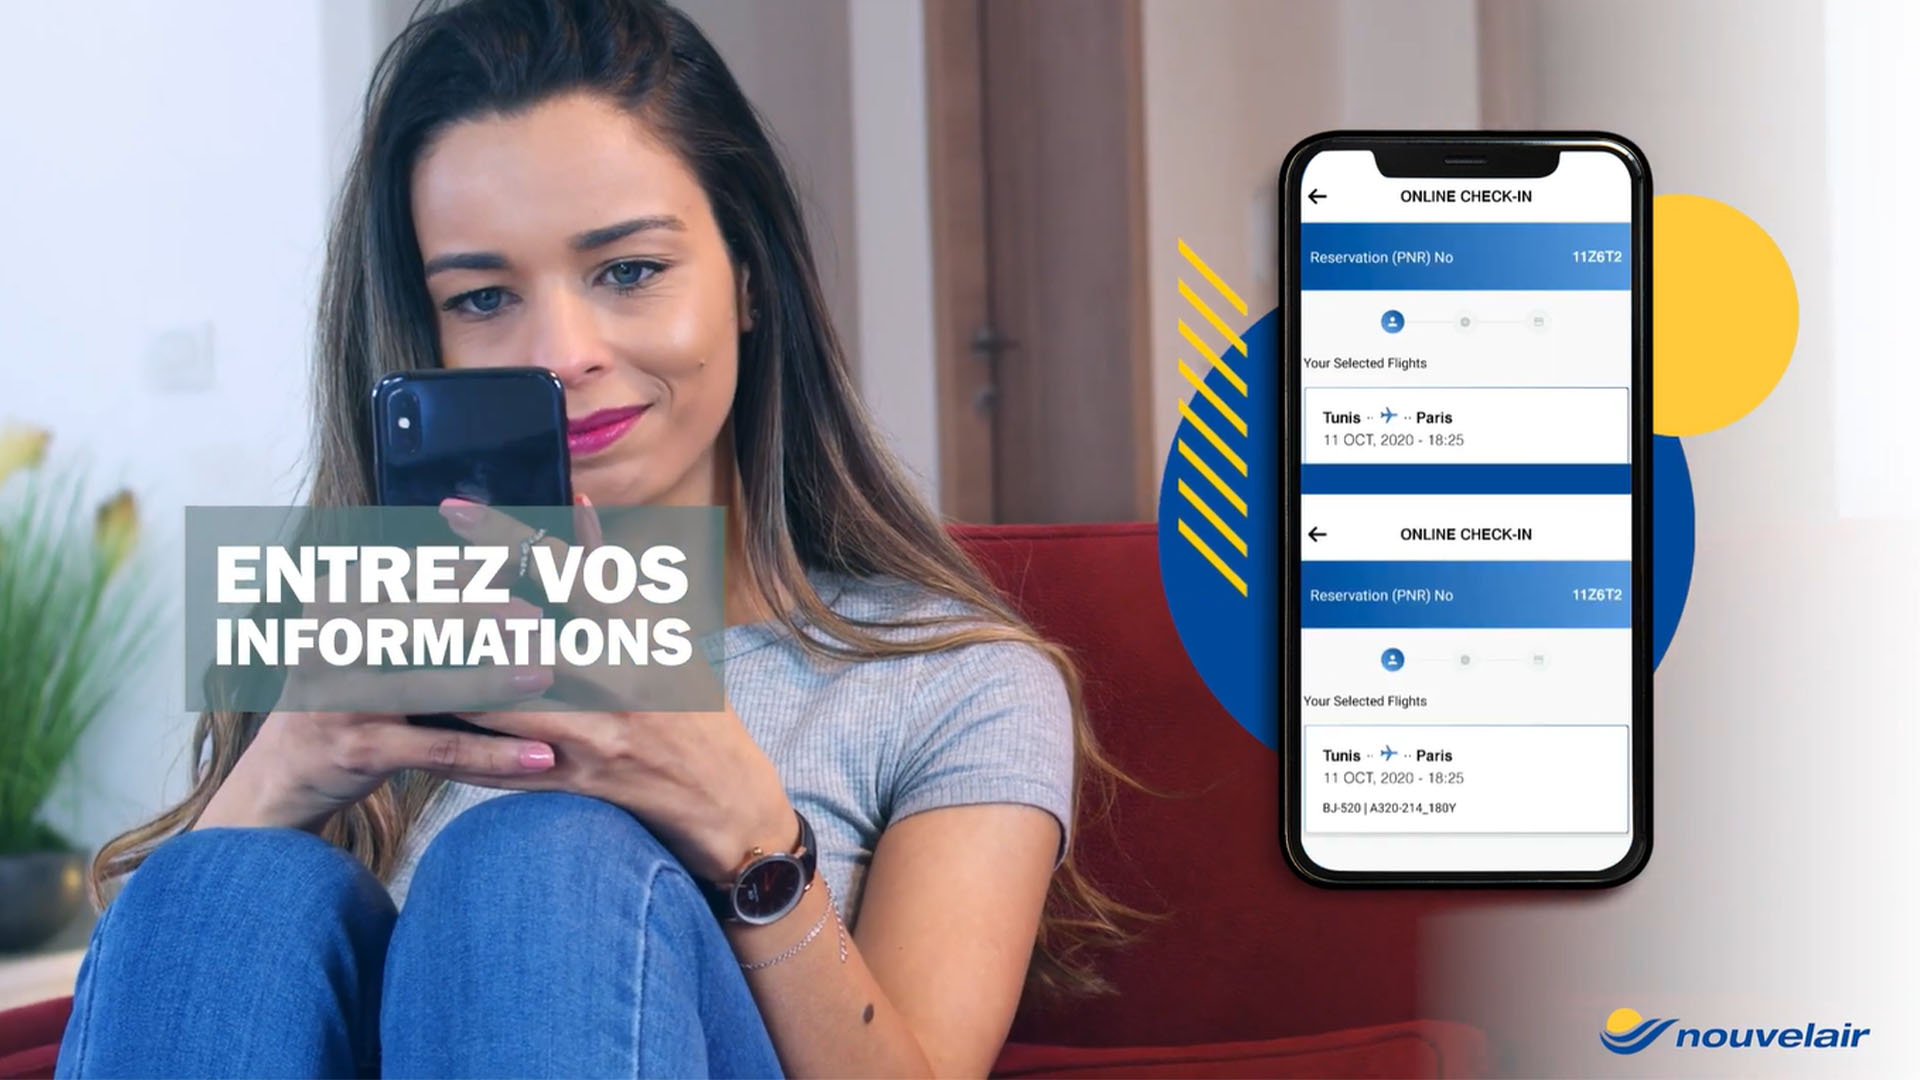 ENTREZ VOS
INFORMATIONS
ONLINE CHECK-IN
Reservation (PNR) No 11Z6T2
Your Selected Flights
Tunis ·· ·· Paris
11 OCT, 2020 - 18:25
ONLINE CHECK-IN
Reservation (PNR) No 11Z6T2
Your Selected Flights
Tunis ·· ·· Paris
11 OCT, 2020 - 18:25
BJ-520 | A320-214_180Y
nouvelair